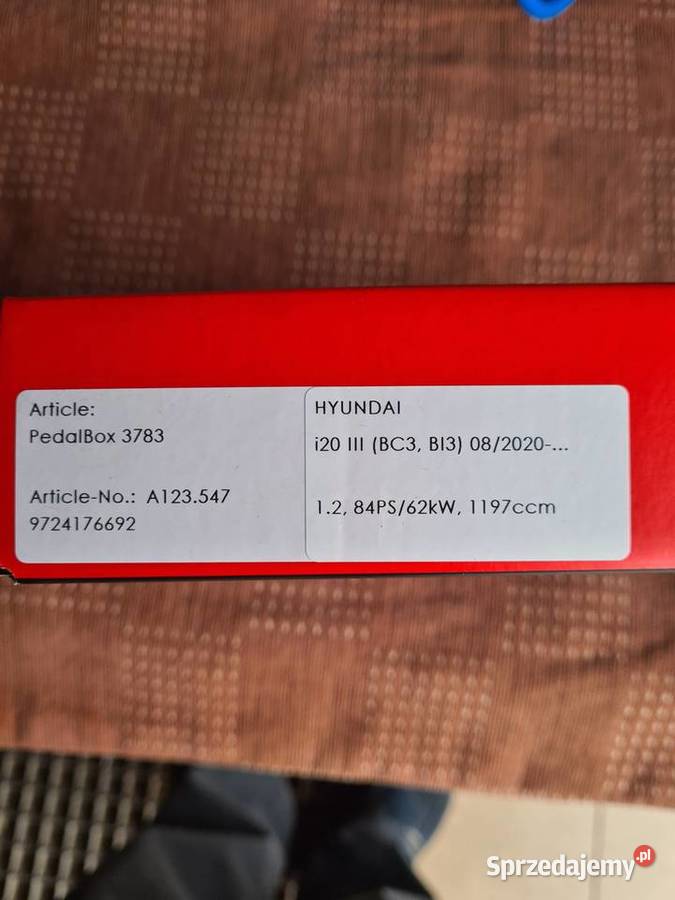 Article:
PedalBox 3783
Article-No.: A123.547
9724176692
HYUNDAI
i20 III (BC3, BI3) 08/2020-...
1.2, 84PS/62kW, 1197ccm
Sprzedajemy.pl